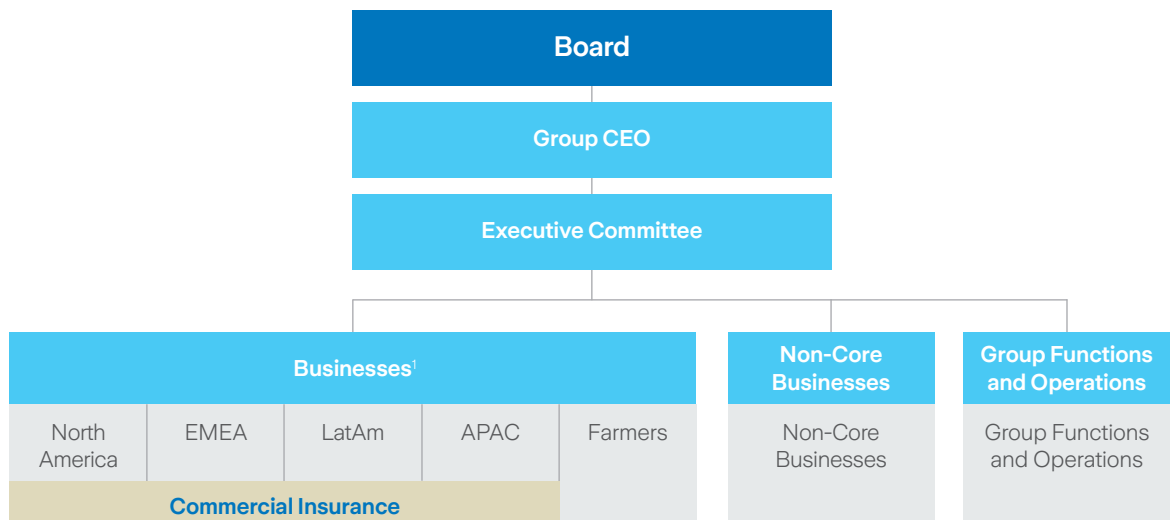 Board
Group CEO
Executive Committee
Businesses¹
Non-Core
Businesses
Group Functions
and Operations
North
America
EMEA
LatAm
APAC
Farmers
Non-Core
Businesses
Group Functions
and Operations
Commercial Insurance